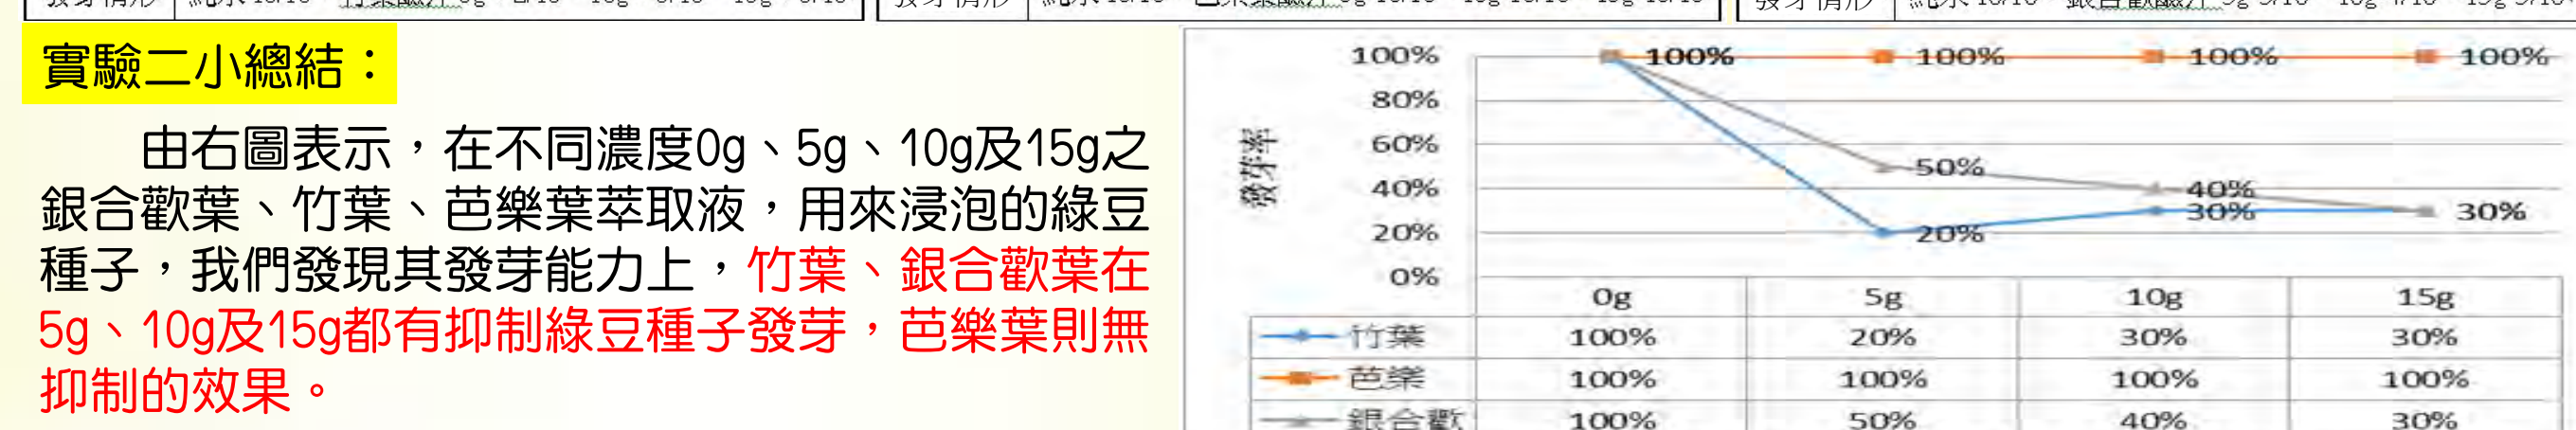 實驗二小總結：
由右圖表示，在不同濃度0g、5g、10g及15g之
銀合歡葉、竹葉、芭樂葉萃取液，用來浸泡的綠豆
種子，我們發現其發芽能力上，竹葉、銀合歡葉在
5g、10g及15g都有抑制綠豆種子發芽，芭樂葉則無
抑制的效果。
發芽率
100%
80%
60%
40%
20%
0%
100% 100% 100% 100%
50% 40% 30%
20% 30%
0g 5g 10g 15g
竹葉 100% 20% 30% 30%
芭樂 100% 100% 100% 100%
銀合歡 100% 50% 40% 30%